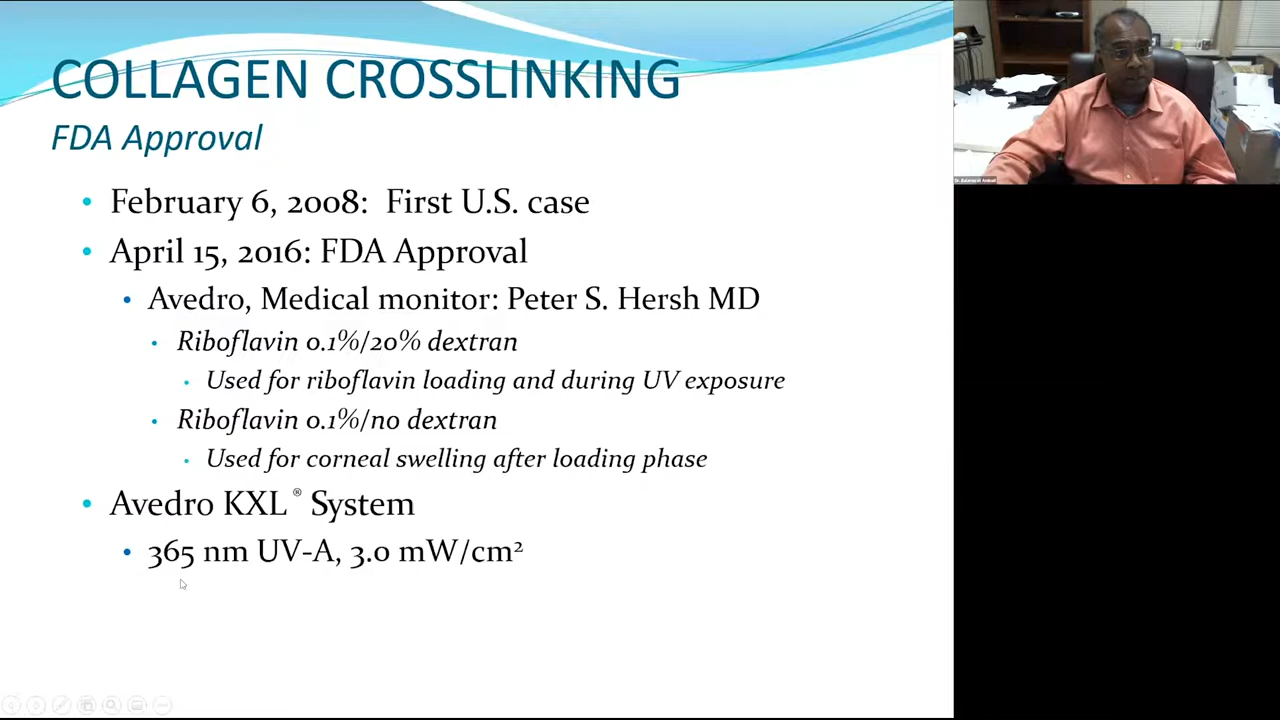 COLLAGEN CROSSLINKING
FDA Approval
• February 6, 2008: First U.S. case
• April 15, 2016: FDA Approval
• Avedro, Medical monitor: Peter S. Hersh MD
• Riboflavin 0.1%/20% dextran
• Used for riboflavin loading and during UV exposure
• Riboflavin 0.1%/no dextran
• Used for corneal swelling after loading phase
• Avedro KXL® System
• 365 nm UV-A, 3.0 mW/cm²